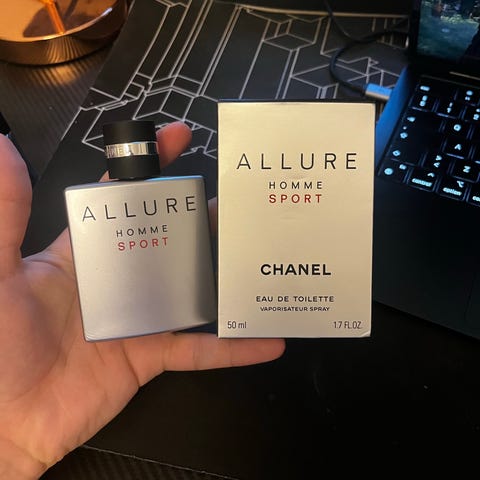 ALLURE
HOMME
SPORT
ALLURE
HOMME
SPORT
CHANEL
EAU DE TOILETTE
VAPORISATEUR SPRAY
50 ml 1.7 FL.OZ.